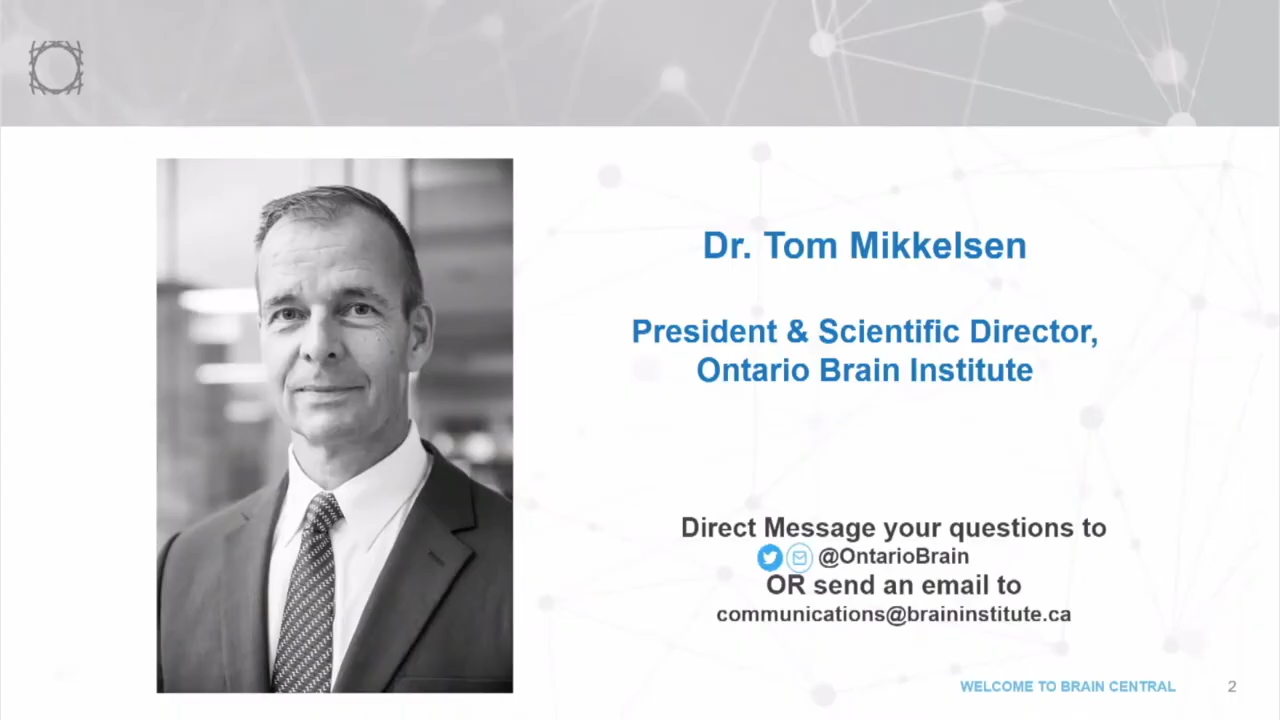 Dr. Tom Mikkelsen
President & Scientific Director,
Ontario Brain Institute
Direct Message your questions to
@OntarioBrain
OR send an email to
communications@braininstitute.ca
WELCOME TO BRAIN CENTRAL
2